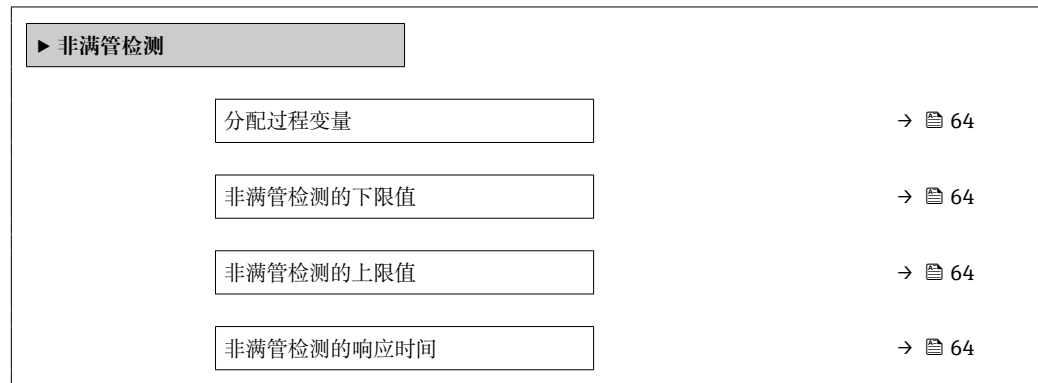 ▶ 非满管检测
分配过程变量 → 64
非满管检测的下限值 → 64
非满管检测的上限值 → 64
非满管检测的响应时间 → 64